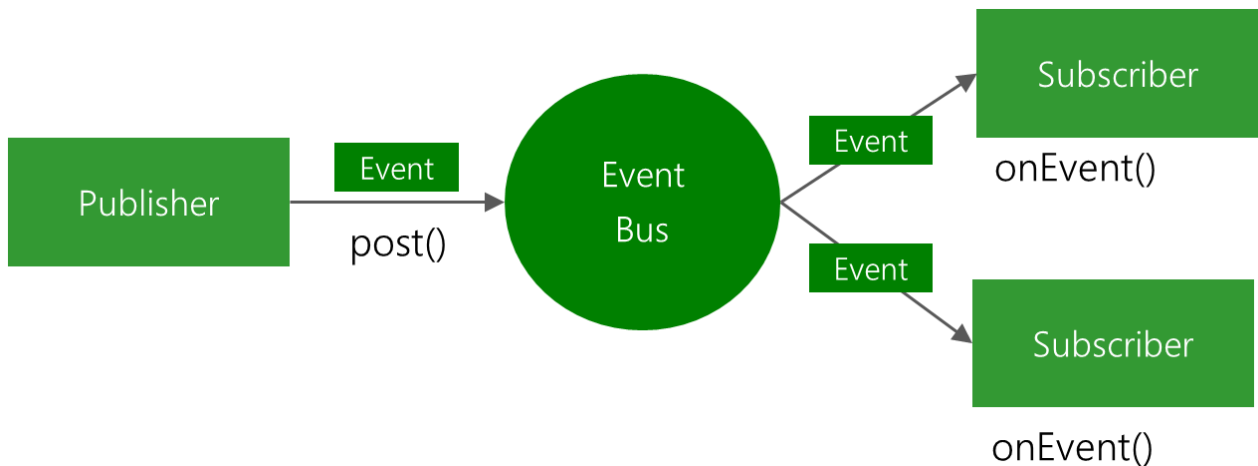 Publisher
Event
post()
Event
Bus
Event
Subscriber
onEvent()
Event
Subscriber
onEvent()